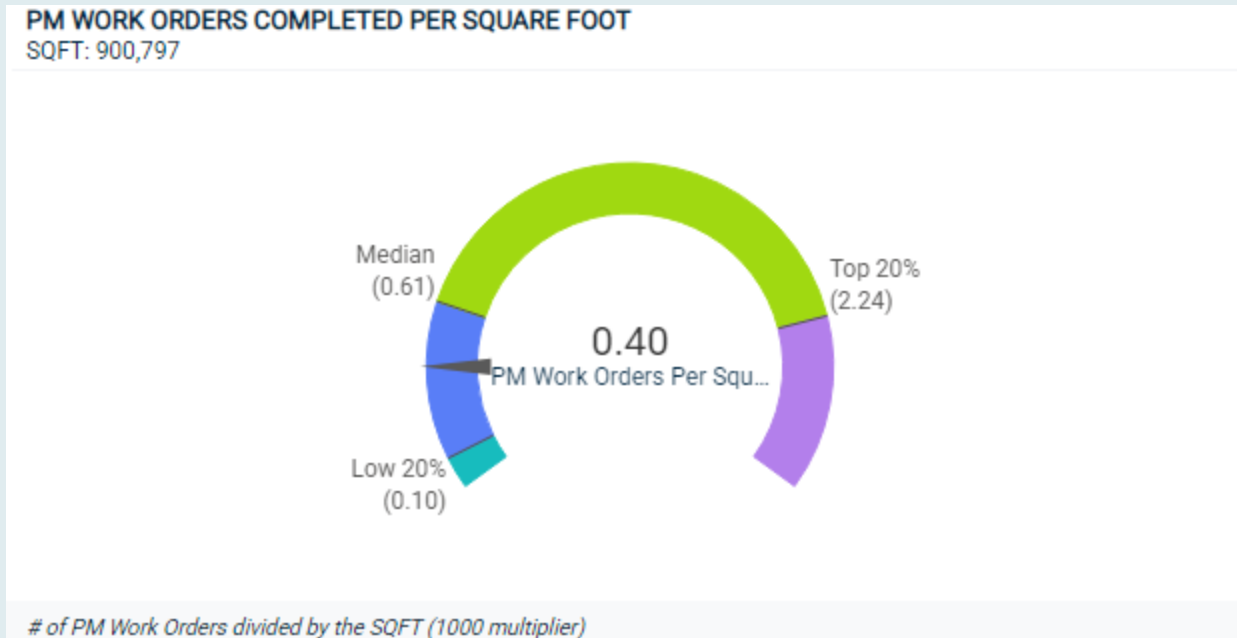 PM WORK ORDERS COMPLETED PER SQUARE FOOT
SQFT: 900,797
Median
(0.61)
Top 20%
(2.24)
0.40
PM Work Orders Per Squ...
Low 20%
(0.10)
# of PM Work Orders divided by the SQFT (1000 multiplier)